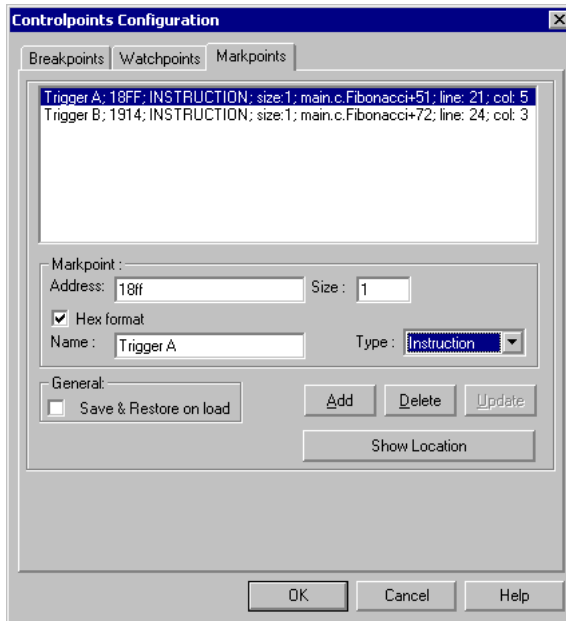 Controlpoints Configuration
Breakpoints Watchpoints Markpoints
Trigger A; 18FF; INSTRUCTION; size:1; main.c.Fibonacci+51; line: 21; col: 5
Trigger B; 1914; INSTRUCTION; size:1; main.c.Fibonacci+72; line: 24; col: 3
Markpoint :
Address: 18ff Size : 1
Hex format
Name : Trigger A Type : Instruction
General:
Save & Restore on load
Add Delete Update
Show Location
OK Cancel Help